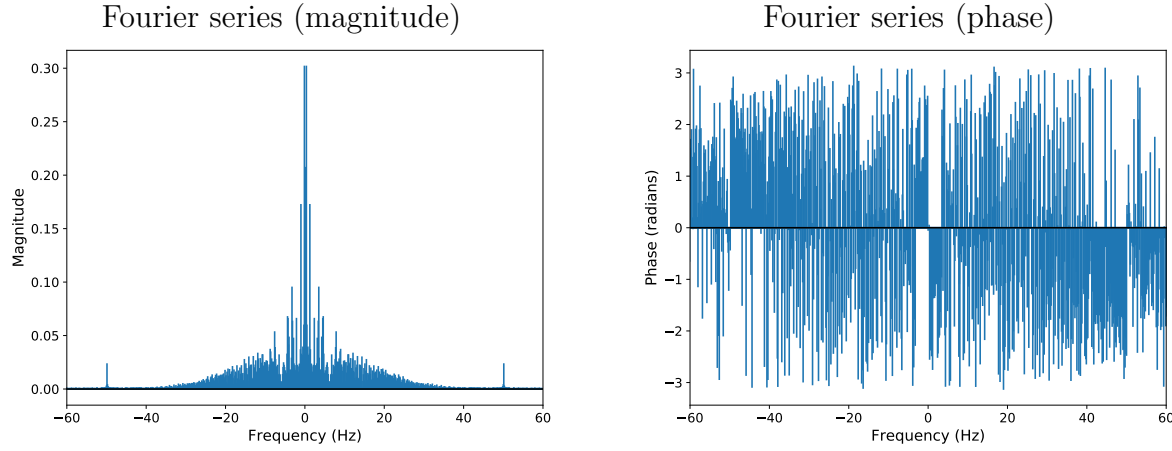 Fourier series (magnitude)
0.30
0.25
0.20
0.15
0.10
0.05
0.00
Magnitude
−60 −40 −20 0 20 40 60
Frequency (Hz)
Fourier series (phase)
3
2
1
0
−1
−2
−3
Phase (radians)
−60 −40 −20 0 20 40 60
Frequency (Hz)